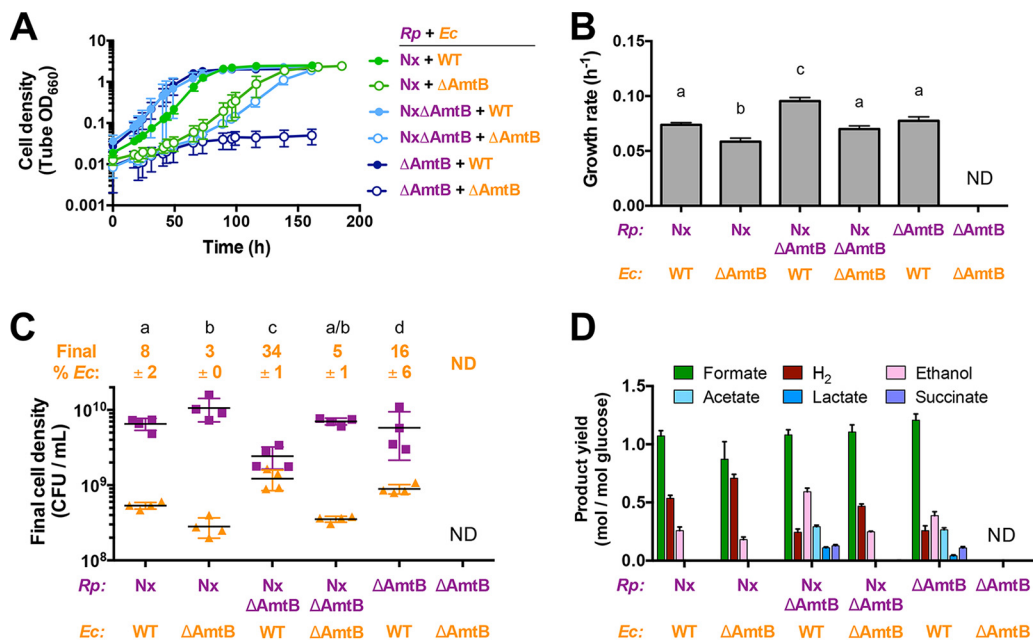 A
Cell density
(Tube OD660)
10
1
0.1
0.01
0.001
0
50
100
150
200
Time (h)
Rp + Ec
Nx + WT
Nx + ΔAmtB
NxΔAmtB + WT
NxΔAmtB + ΔAmtB
ΔAmtB + WT
ΔAmtB + ΔAmtB
B
Growth rate (h-1)
0.15
0.10
0.05
0.00
a
b
c
a
a
ND
Rp: Nx Nx Nx ΔAmtB Nx ΔAmtB ΔAmtB ΔAmtB
Ec: WT ΔAmtB WT ΔAmtB WT ΔAmtB
C
a b c a/b d
Final 8 3 34 5 16
% Ec: ± 2 ± 0 ± 1 ± 1 ± 6
ND
Final cell density
(CFU / mL)
10^10
10^9
10^8
ND
Rp: Nx Nx Nx ΔAmtB Nx ΔAmtB ΔAmtB ΔAmtB
Ec: WT ΔAmtB WT ΔAmtB WT ΔAmtB
D
Formate H2 Ethanol
Acetate Lactate Succinate
Product yield
(mol / mol glucose)
1.5
1.0
0.5
0.0
ND
Rp: Nx Nx Nx ΔAmtB Nx ΔAmtB ΔAmtB ΔAmtB
Ec: WT ΔAmtB WT ΔAmtB WT ΔAmtB